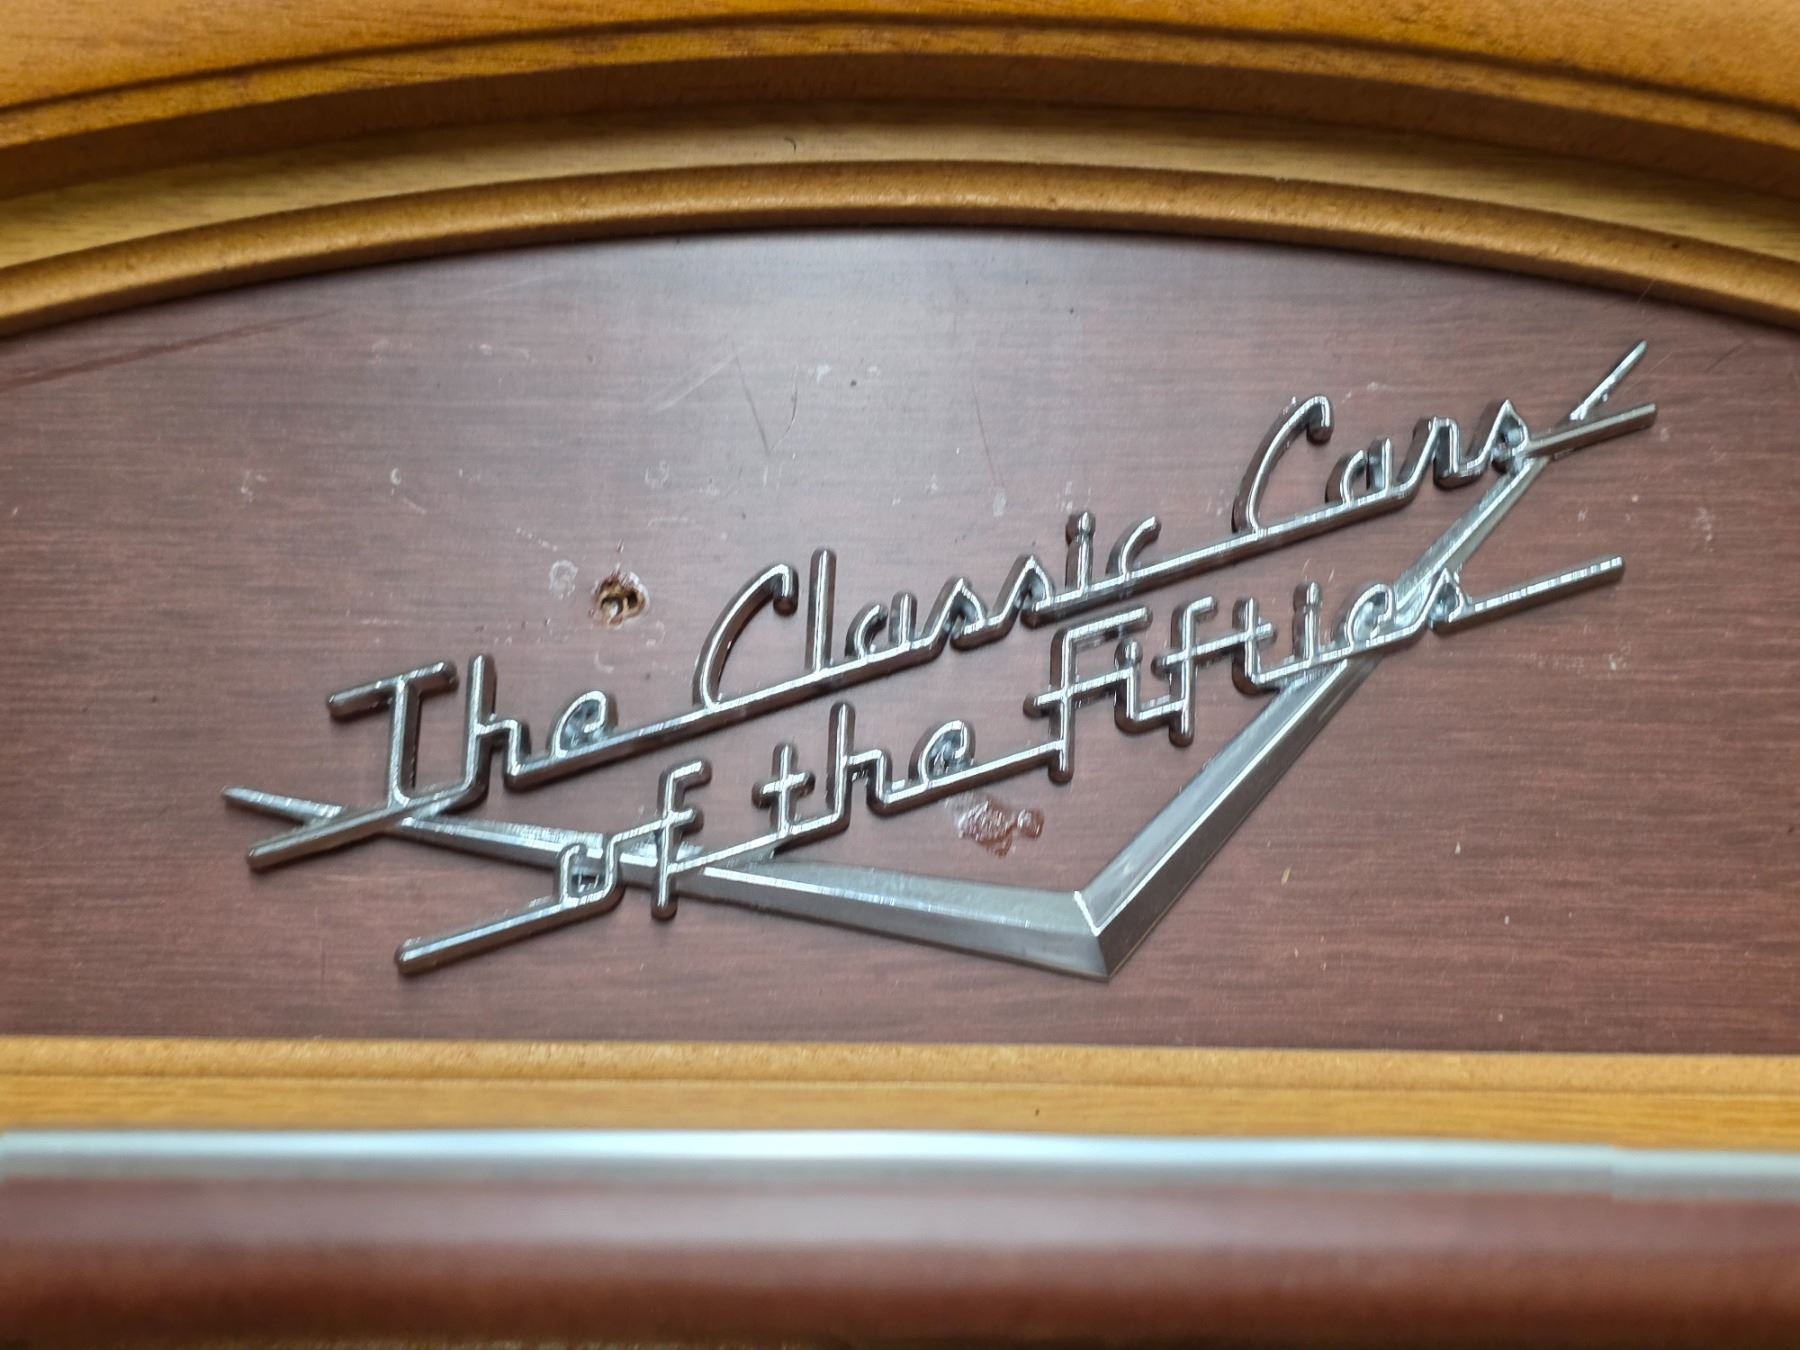 The Classic Cars
of the Fifties